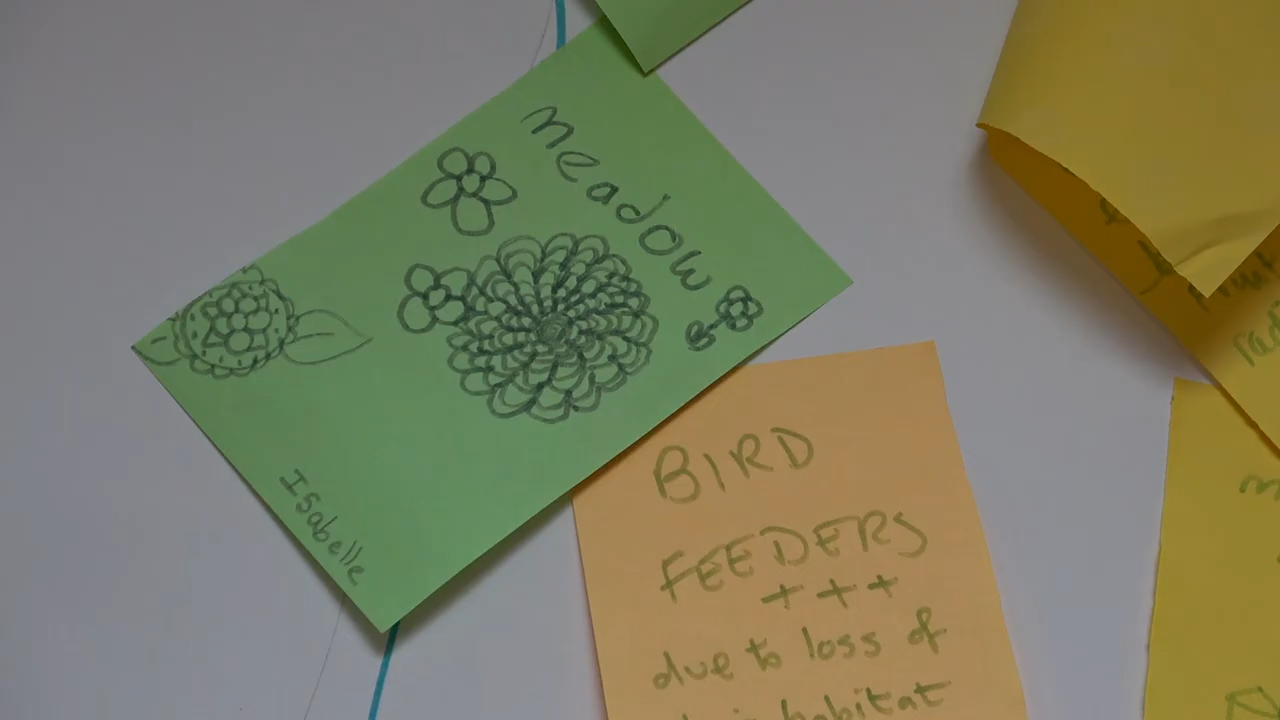 meadow
Isabelle
BIRD
FEEDERS
+++
due to loss of
habitat